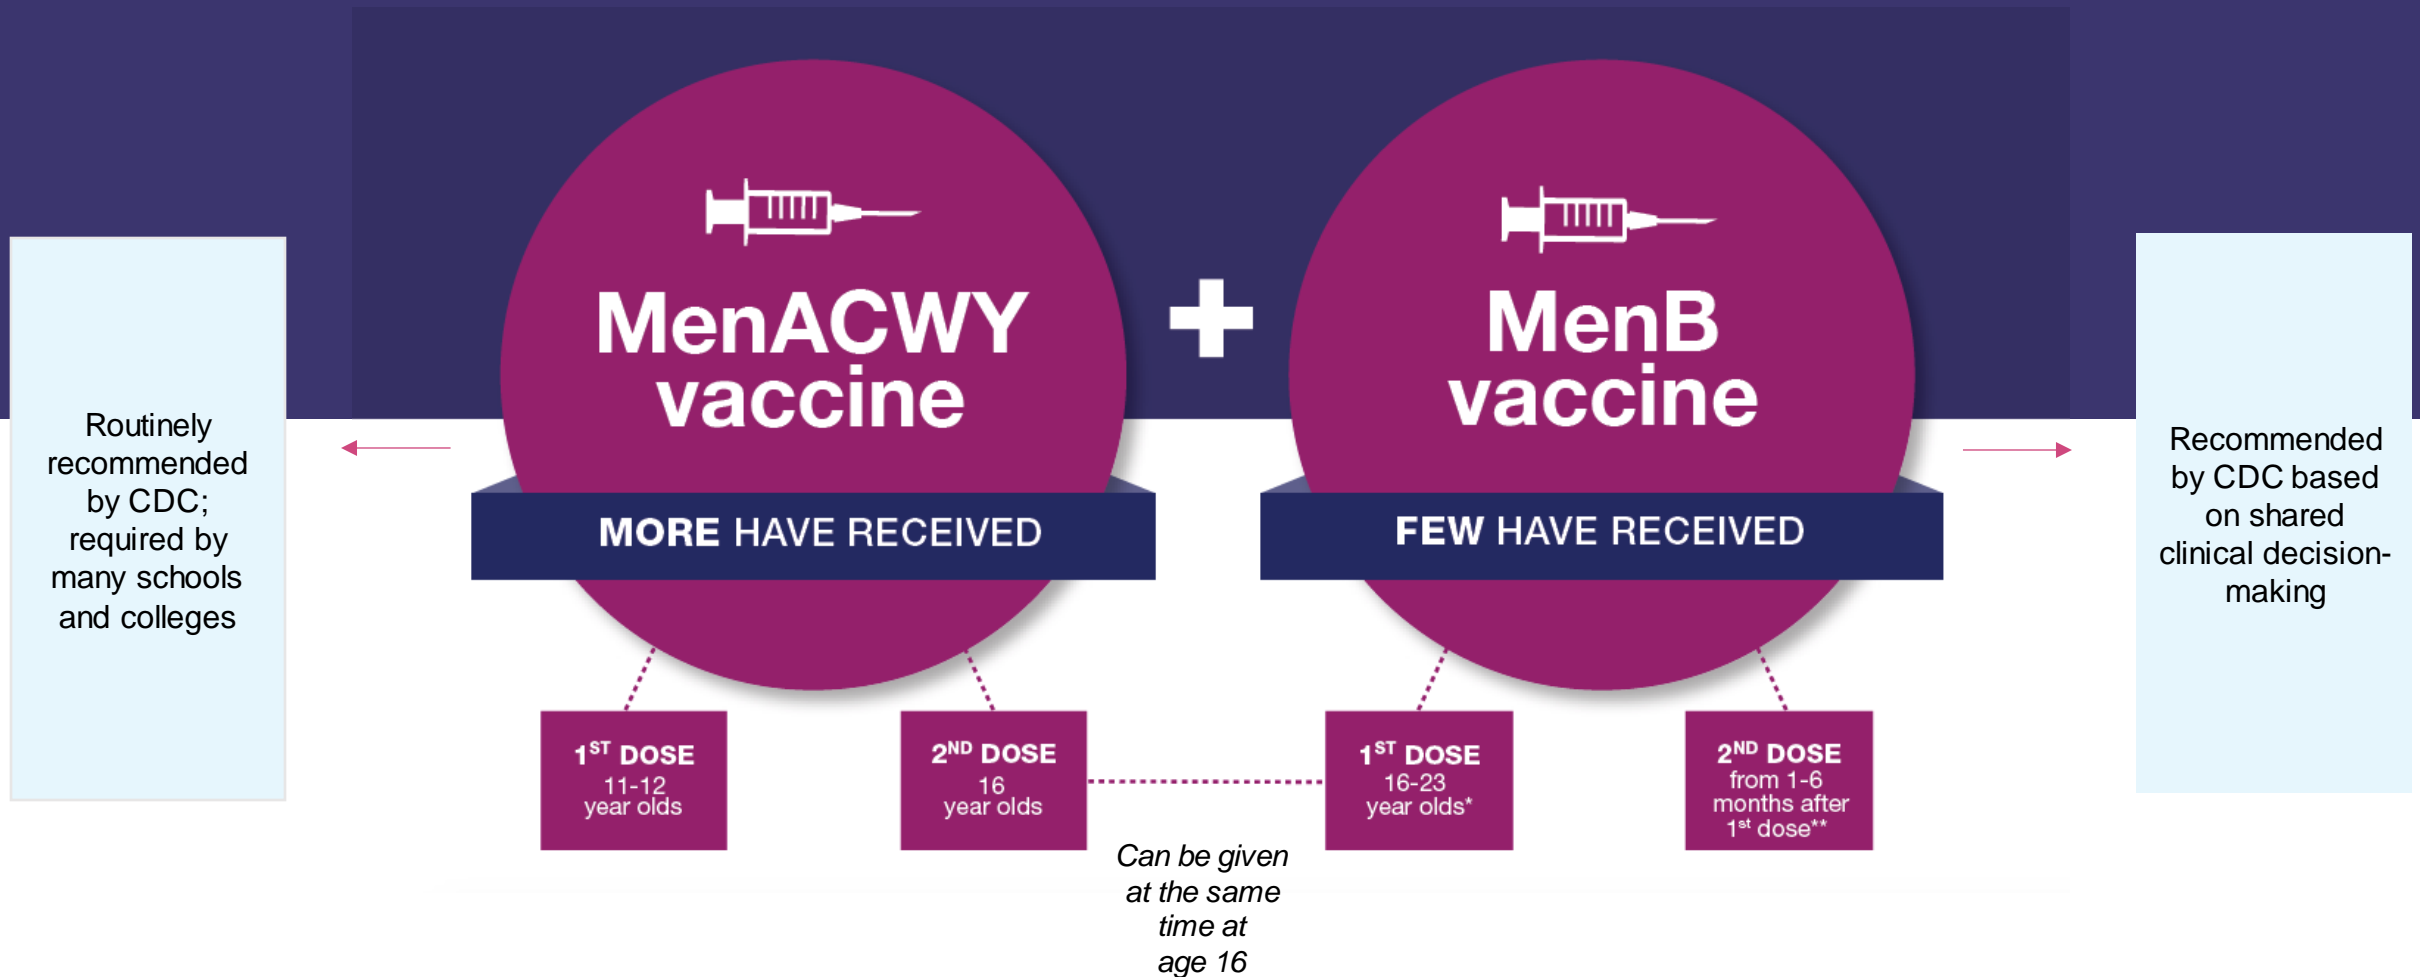 MenACWY
vaccine
MORE HAVE RECEIVED
1ST DOSE
11-12
year olds
2ND DOSE
16
year olds
MenB
vaccine
FEW HAVE RECEIVED
1ST DOSE
16-23
year olds*
2ND DOSE
from 1-6
months after
1st dose**
Can be given
at the same
time at
age 16
Routinely
recommended
by CDC;
required by
many schools
and colleges
Recommended
by CDC based
on shared
clinical decision-
making